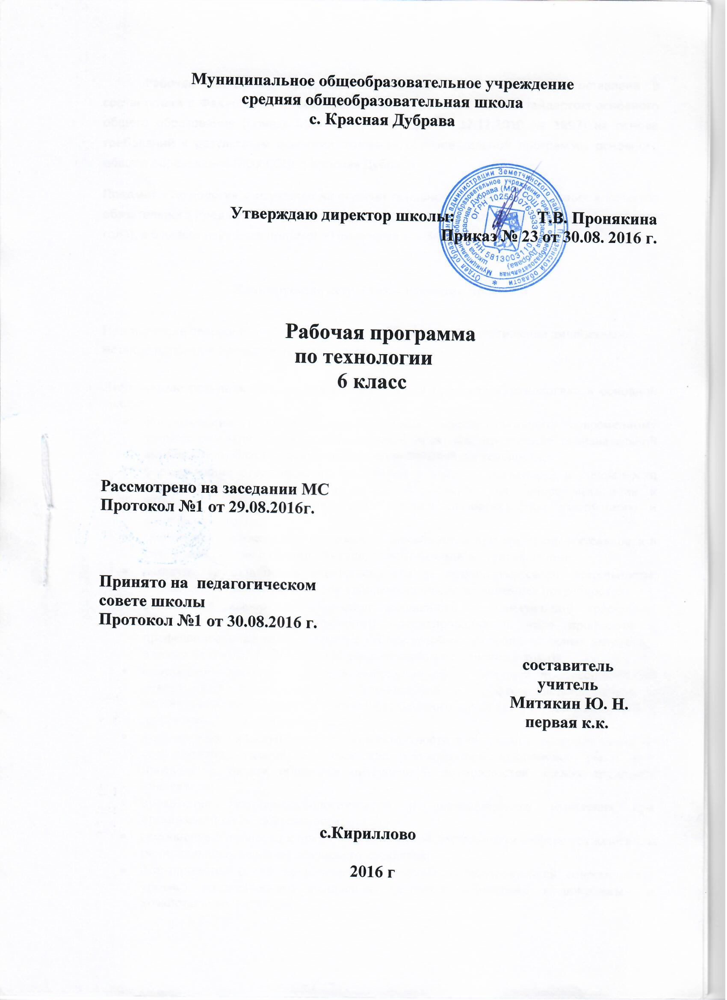 Муниципальное общеобразовательное учреждение
средняя общеобразовательная школа
с. Красная Дубрава
Утверждаю директор школы: Т.В. Пронякина
Приказ № 23 от 30.08. 2016 г.
Отдел образования администрации Земетчинского района Пензенской области
Муниципальное общеобразовательное учреждение средняя общеобразовательная
школа с. Красная Дубрава (МОУ СОШ с. Красная Дубрава)
ОГРН 1025800763933
ИНН 5813003110
Рабочая программа
по технологии
6 класс
Рассмотрено на заседании МС
Протокол №1 от 29.08.2016г.
Принято на  педагогическом
совете школы
Протокол №1 от 30.08.2016 г.
составитель
учитель
Митякин Ю. Н.
первая к.к.
с.Кириллово
2016 г